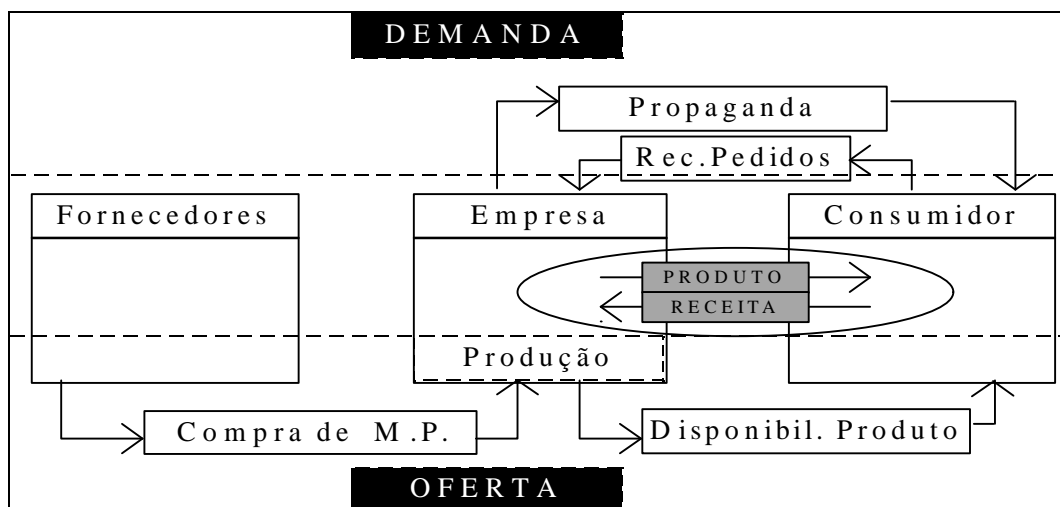 DEMANDA
Propaganda
Rec.Pedidos
Fornecedores
Empresa
Consumidor
PRODUTO
RECEITA
Produção
Compra de M.P.
Disponibil. Produto
OFERTA